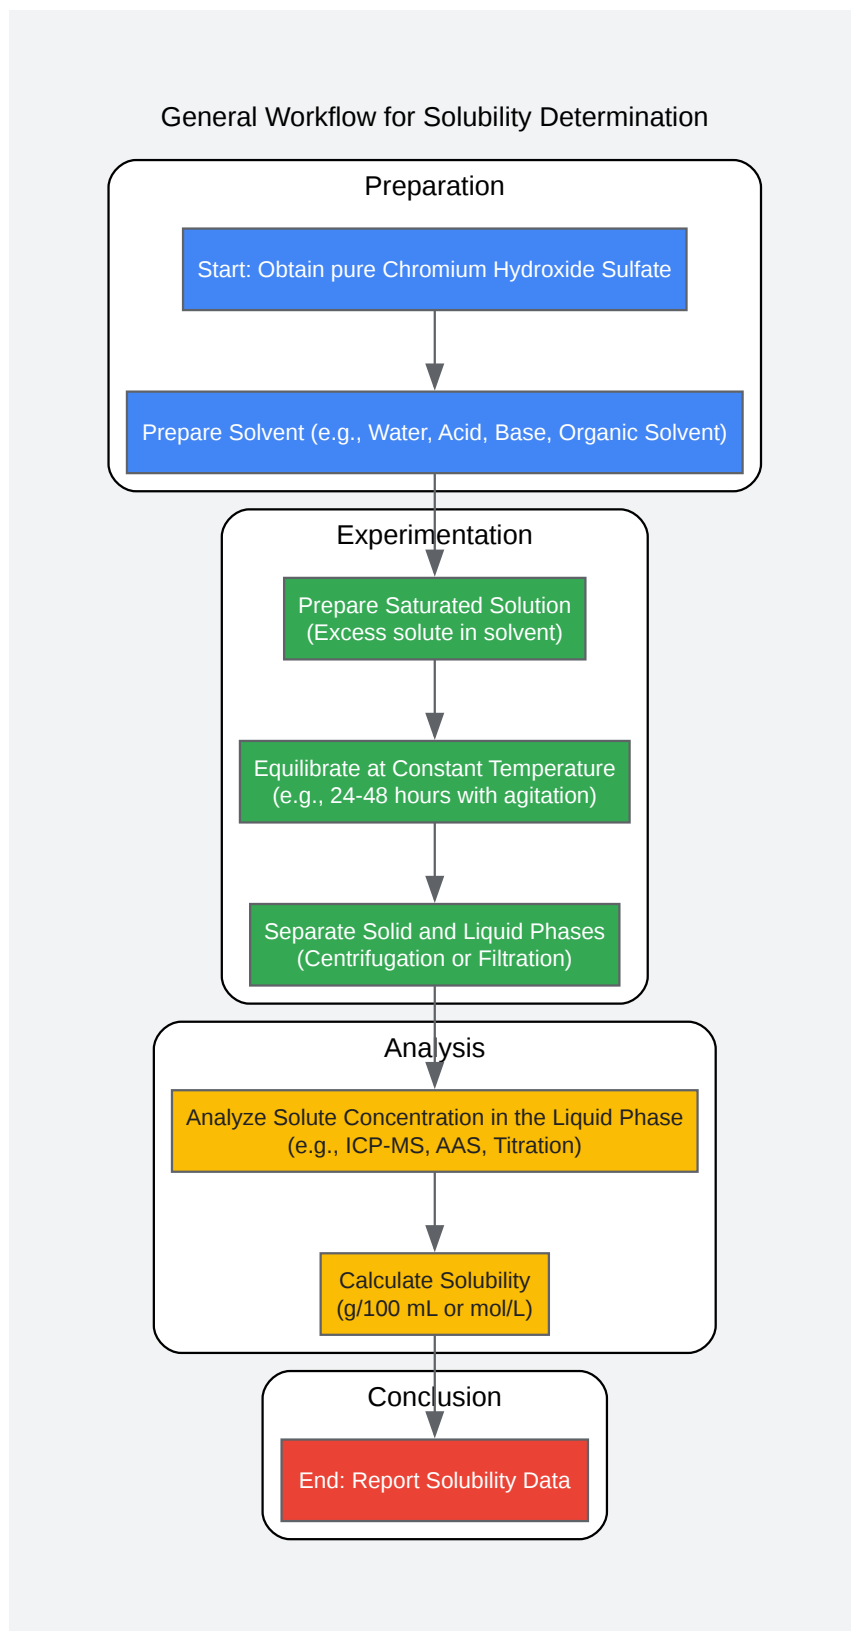 General Workflow for Solubility Determination
Preparation
Start: Obtain pure Chromium Hydroxide Sulfate
Prepare Solvent (e.g., Water, Acid, Base, Organic Solvent)
Experimentation
Prepare Saturated Solution
(Excess solute in solvent)
Equilibrate at Constant Temperature
(e.g., 24-48 hours with agitation)
Separate Solid and Liquid Phases
(Centrifugation or Filtration)
Analysis
Analyze Solute Concentration in the Liquid Phase
(e.g., ICP-MS, AAS, Titration)
Calculate Solubility
(g/100 mL or mol/L)
Conclusion
End: Report Solubility Data